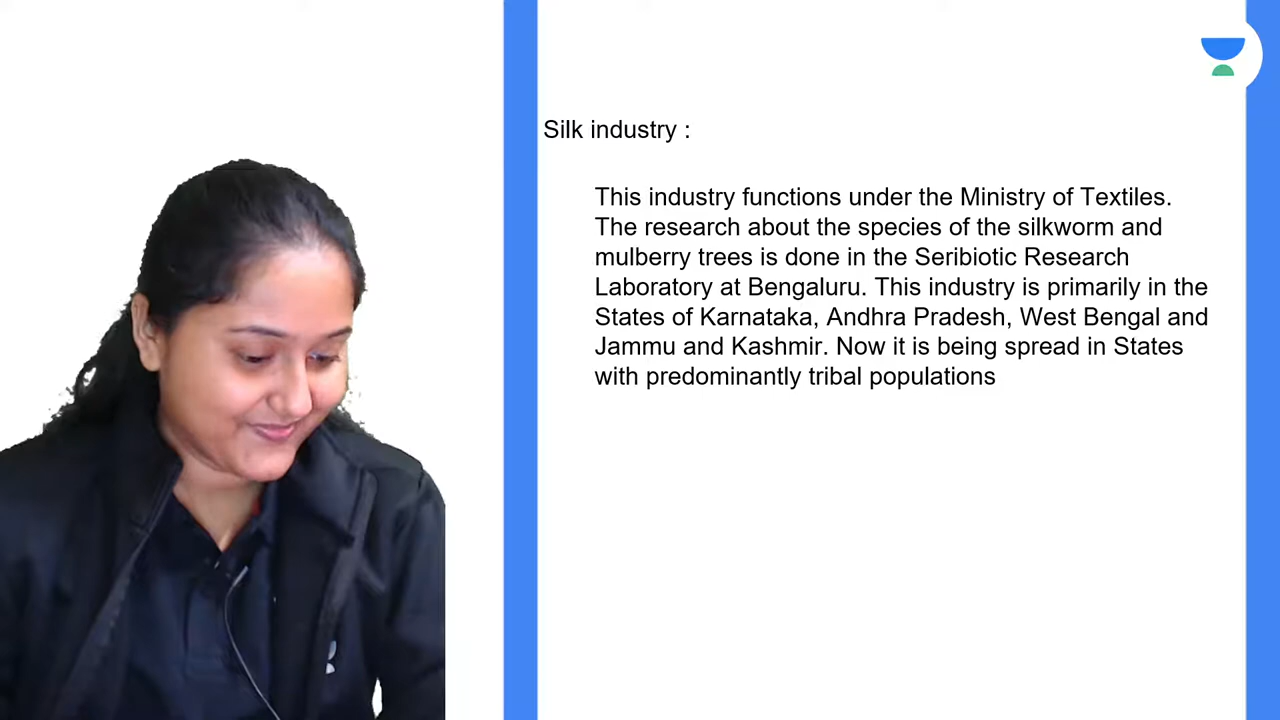 Silk industry :
This industry functions under the Ministry of Textiles.
The research about the species of the silkworm and
mulberry trees is done in the Seribiotic Research
Laboratory at Bengaluru. This industry is primarily in the
States of Karnataka, Andhra Pradesh, West Bengal and
Jammu and Kashmir. Now it is being spread in States
with predominantly tribal populations